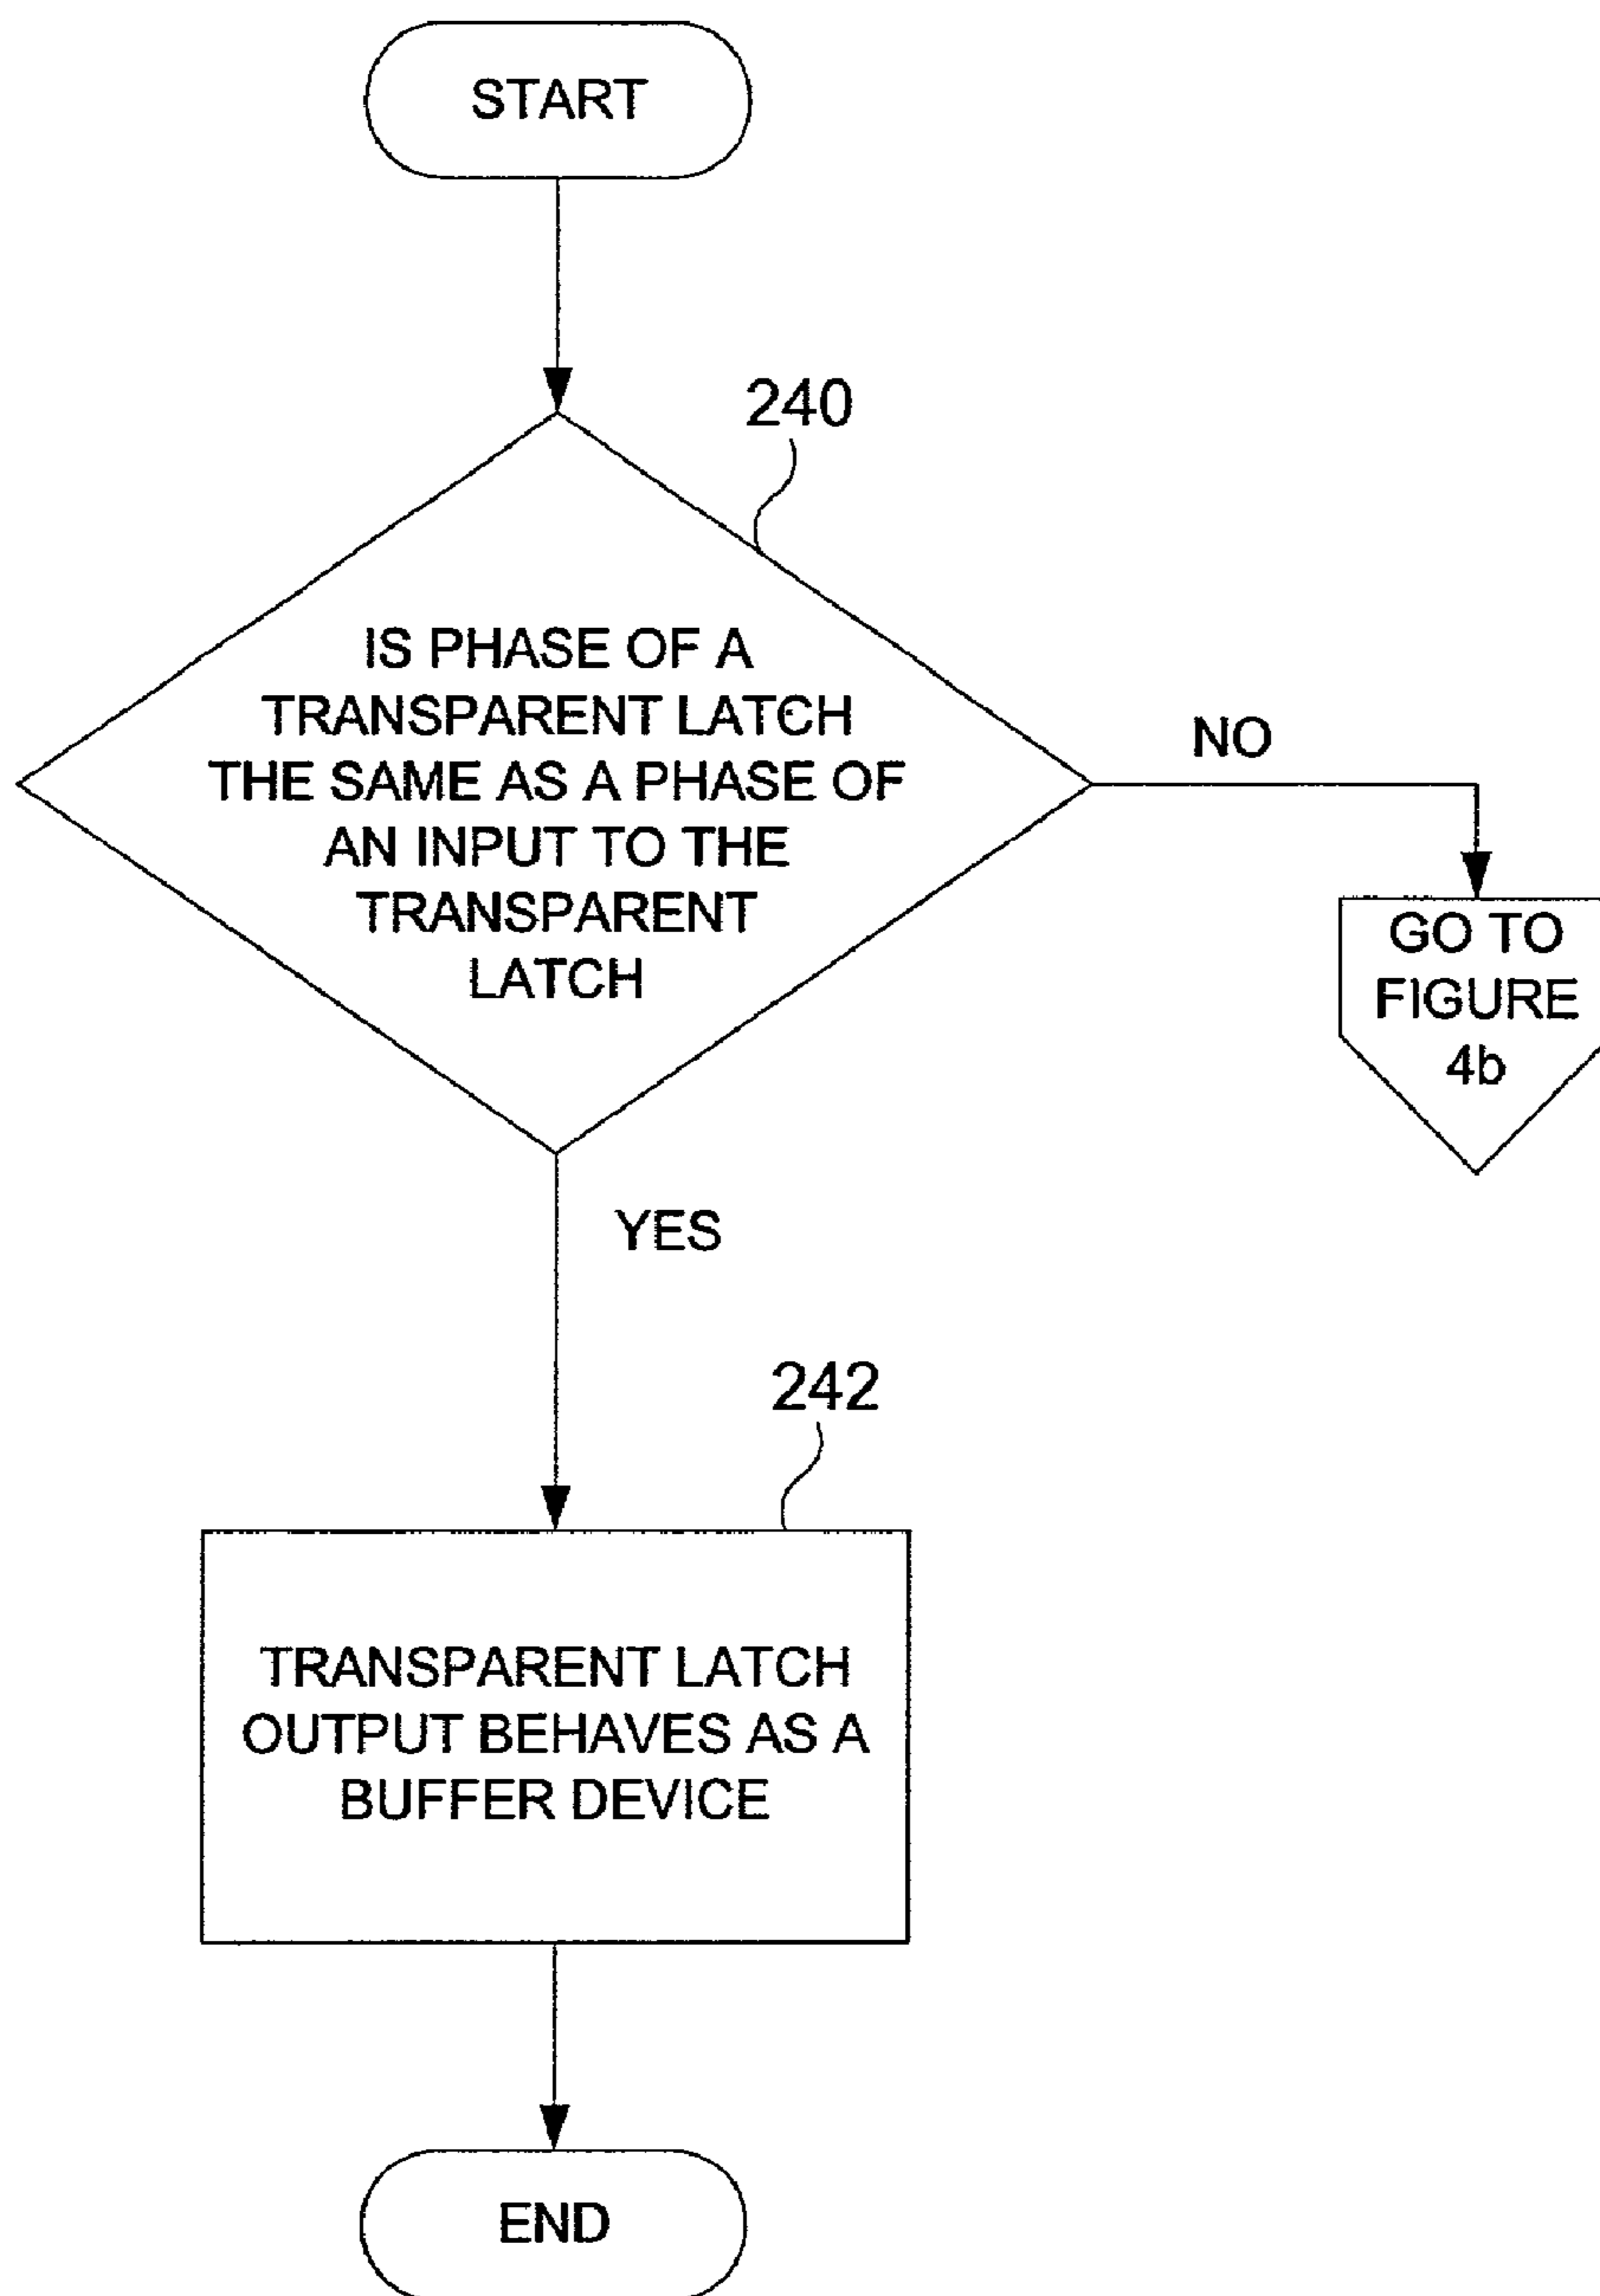 START
240
IS PHASE OF A
TRANSPARENT LATCH
THE SAME AS A PHASE OF
AN INPUT TO THE
TRANSPARENT
LATCH
NO
GO TO
FIGURE
4b
YES
242
TRANSPARENT LATCH
OUTPUT BEHAVES AS A
BUFFER DEVICE
END